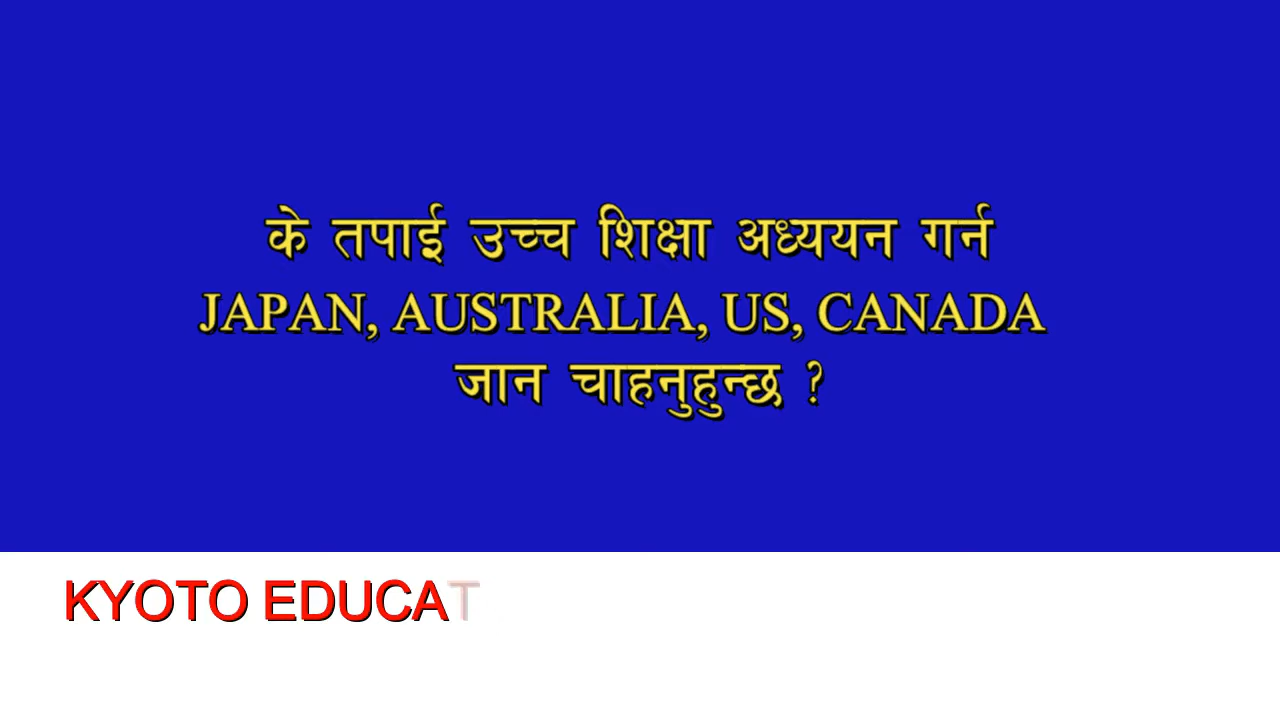 के तपाई उच्च शिक्षा अध्ययन गर्न
JAPAN, AUSTRALIA, US, CANADA
जान चाहनुहुन्छ ?
KYOTO EDUCAT